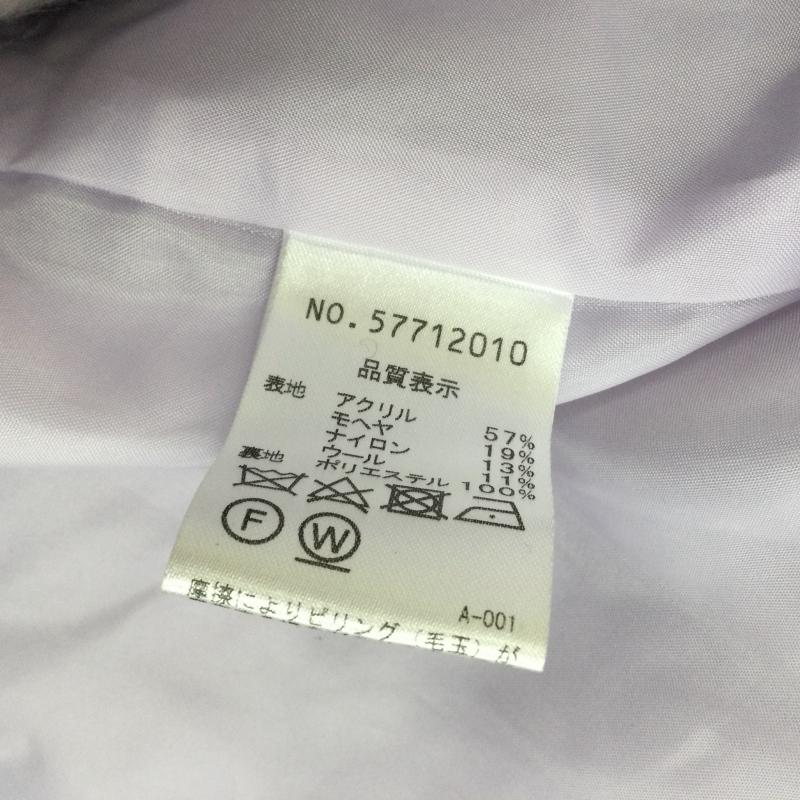 NO.57712010
品質表示
表地 アクリル 57%
モヘヤ 19%
ナイロン 13%
ウール 11%
裏地 ポリエステル 100%
F W
A-001
摩擦によりピリング(毛玉)が